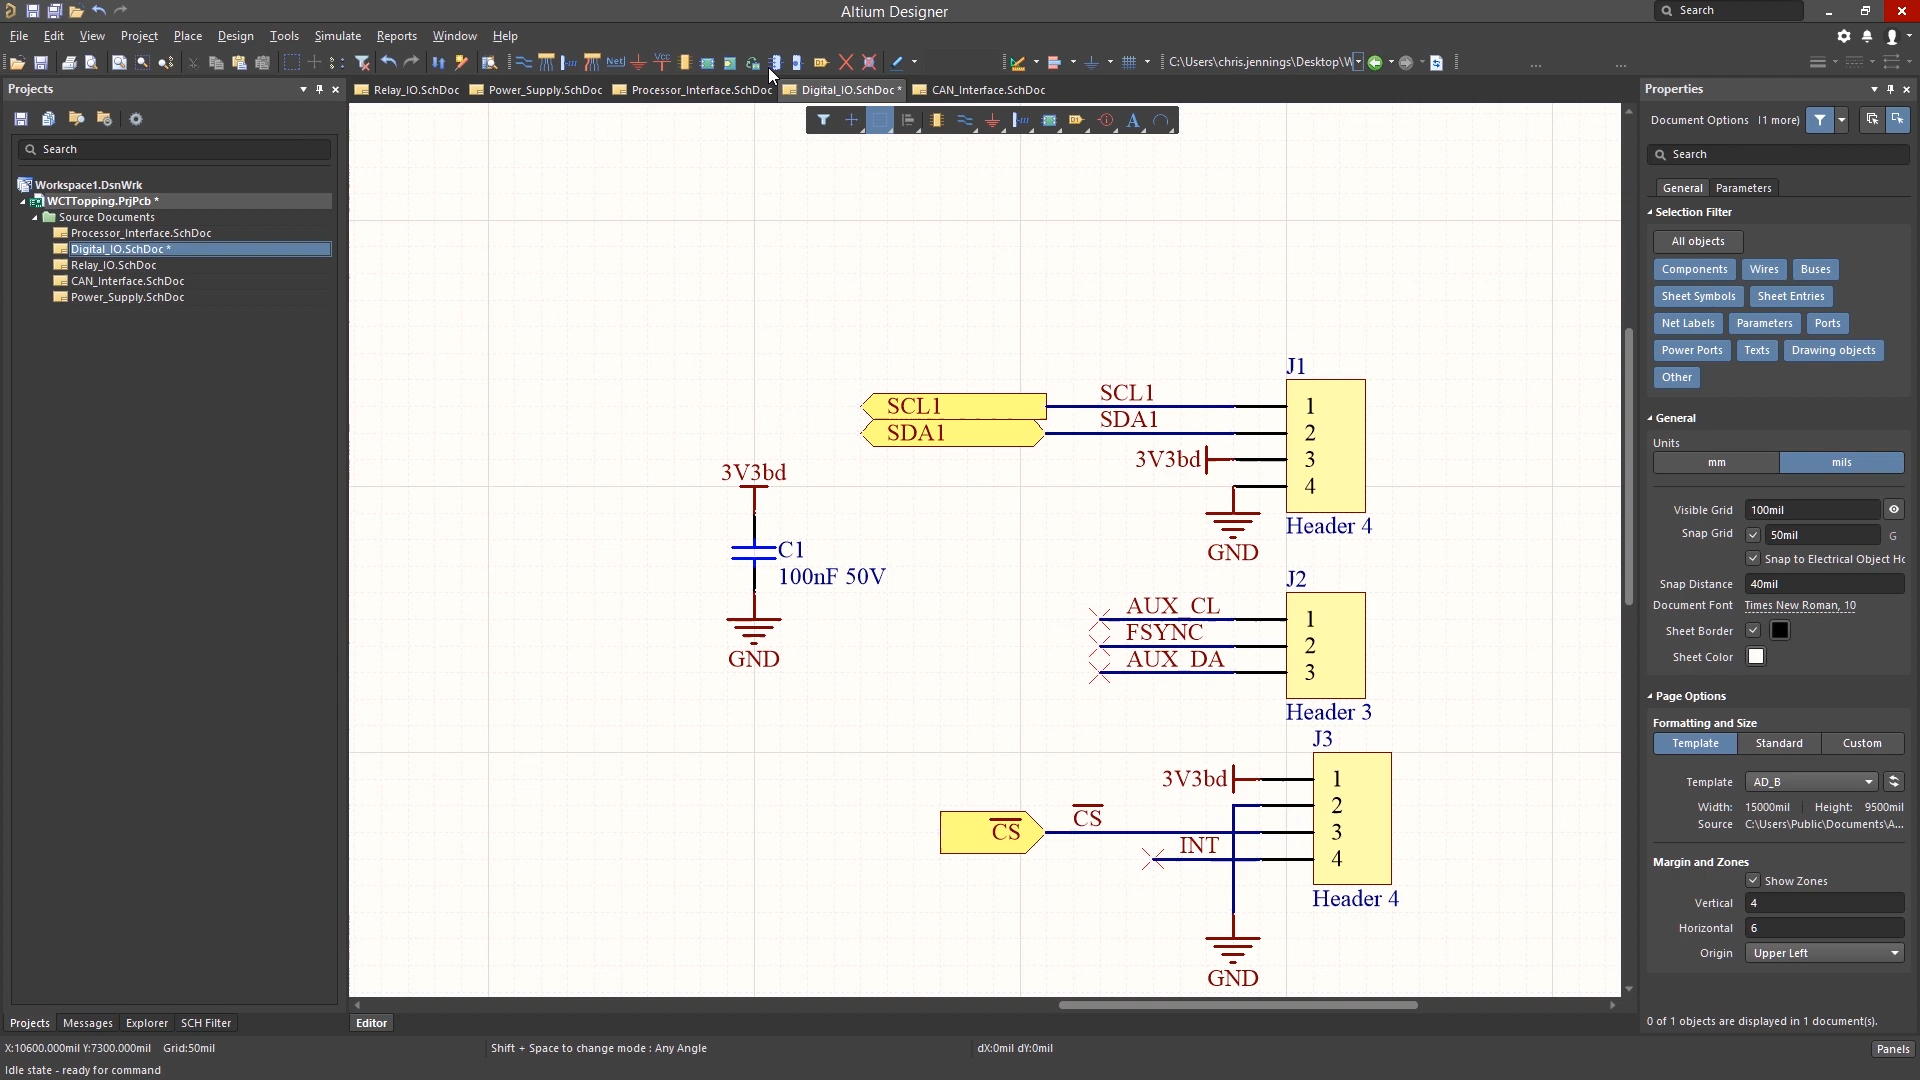 Altium Designer
Search
File Edit View Project Place Design Tools Simulate Reports Window Help
C:\Users\chris.jennings\Desktop\W
Projects
Relay_IO.SchDoc Power_Supply.SchDoc Processor_Interface.SchDoc Digital_IO.SchDoc * CAN_Interface.SchDoc
Search
Workspace1.DsnWrk
WCTTopping.PrjPcb *
Source Documents
Processor_Interface.SchDoc
Digital_IO.SchDoc *
Relay_IO.SchDoc
CAN_Interface.SchDoc
Power_Supply.SchDoc
J1
SCL1 SCL1 1
SDA1 SDA1 2
3V3bd 3
4
GND
Header 4
3V3bd
C1
100nF 50V
GND
J2
AUX_CL 1
FSYNC 2
AUX_DA 3
Header 3
J3
3V3bd 1
2
CS CS 3
INT 4
Header 4
GND
Properties
Document Options (1 more)
Search
General Parameters
Selection Filter
All objects
Components Wires Buses
Sheet Symbols Sheet Entries
Net Labels Parameters Ports
Power Ports Texts Drawing objects
Other
General
Units
mm mils
Visible Grid 100mil
Snap Grid 50mil G
Snap to Electrical Object Hc
Snap Distance 40mil
Document Font Times New Roman, 10
Sheet Border
Sheet Color
Page Options
Formatting and Size
Template Standard Custom
Template AD_B
Width: 15000mil Height: 9500mil
Source C:\Users\Public\Documents\A...
Margin and Zones
Show Zones
Vertical 4
Horizontal 6
Origin Upper Left
0 of 1 objects are displayed in 1 document(s).
Projects Messages Explorer SCH Filter
Editor
X:10600.000mil Y:7300.000mil Grid:50mil
Shift + Space to change mode : Any Angle
dX:0mil dY:0mil
Panels
Idle state - ready for command